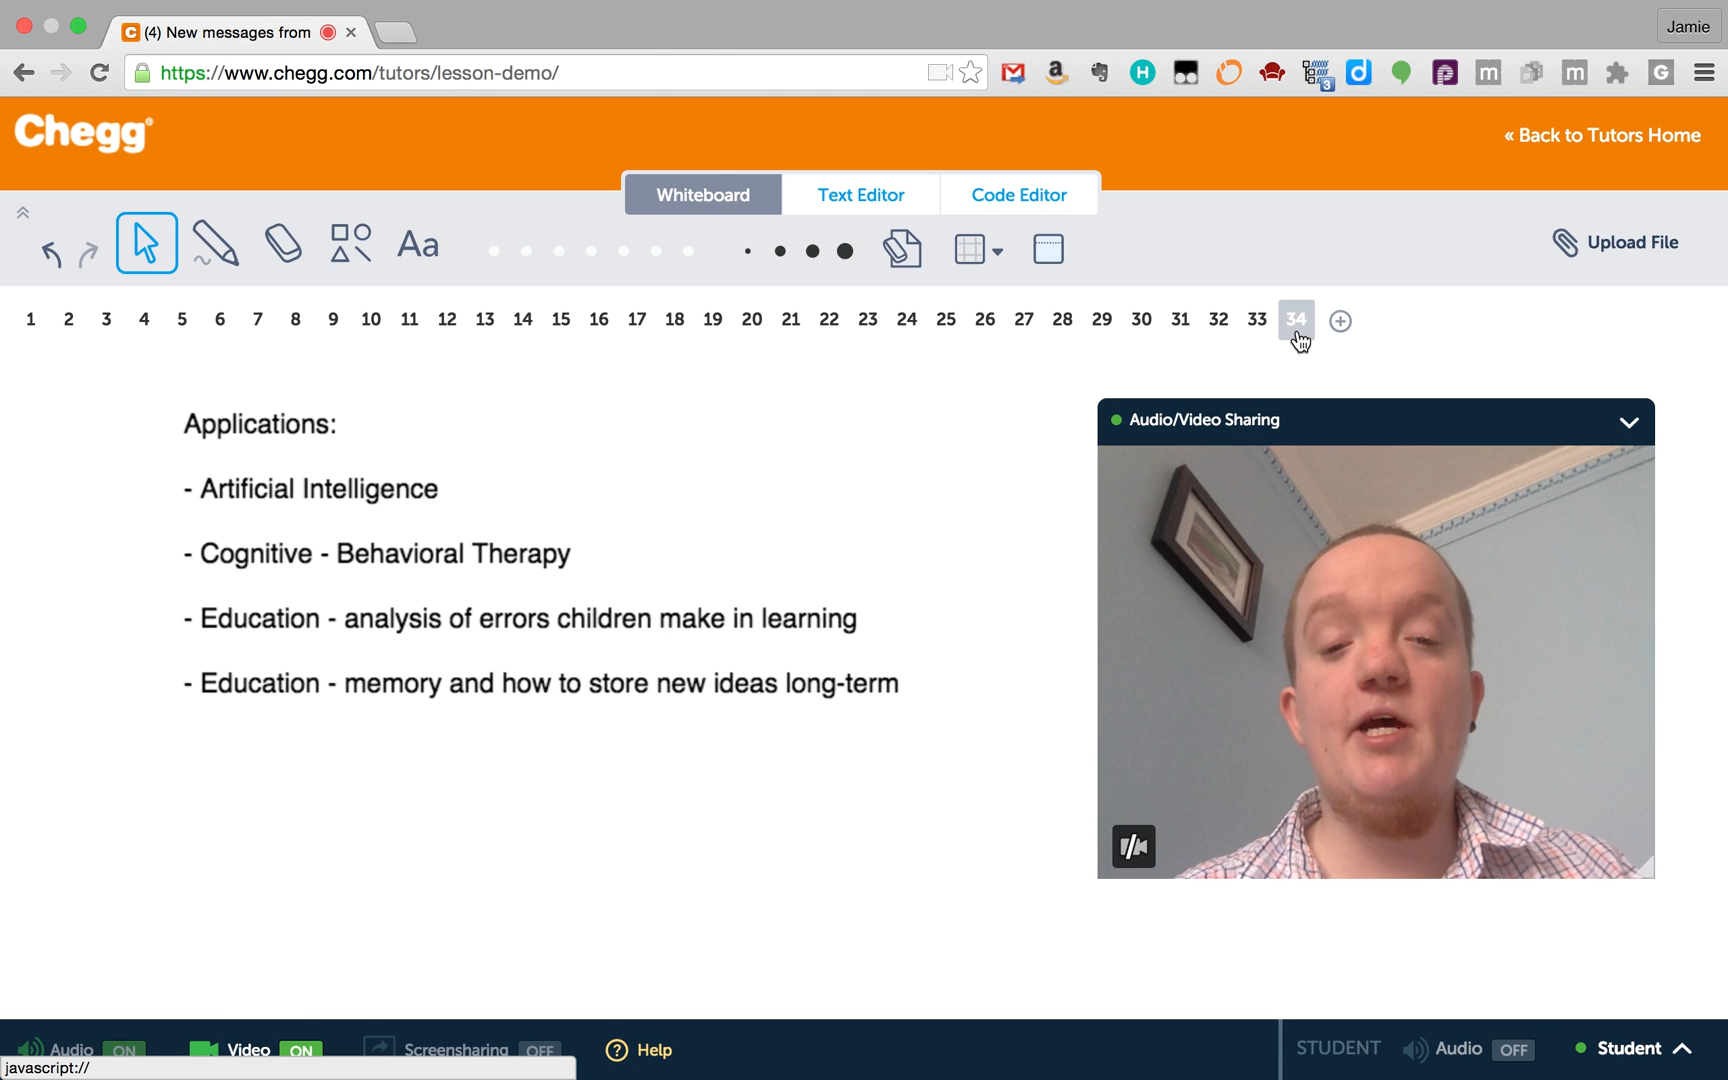 (4) New messages from
Jamie
https://www.chegg.com/tutors/lesson-demo/
3
Chegg
« Back to Tutors Home
Whiteboard Text Editor Code Editor
Aa
Upload File
1 2 3 4 5 6 7 8 9 10 11 12 13 14 15 16 17 18 19 20 21 22 23 24 25 26 27 28 29 30 31 32 33 34
Applications:
- Artificial Intelligence
- Cognitive - Behavioral Therapy
- Education - analysis of errors children make in learning
- Education - memory and how to store new ideas long-term
Audio/Video Sharing
Audio ON Video ON Screensharing OFF ? Help STUDENT Audio OFF Student
javascript://